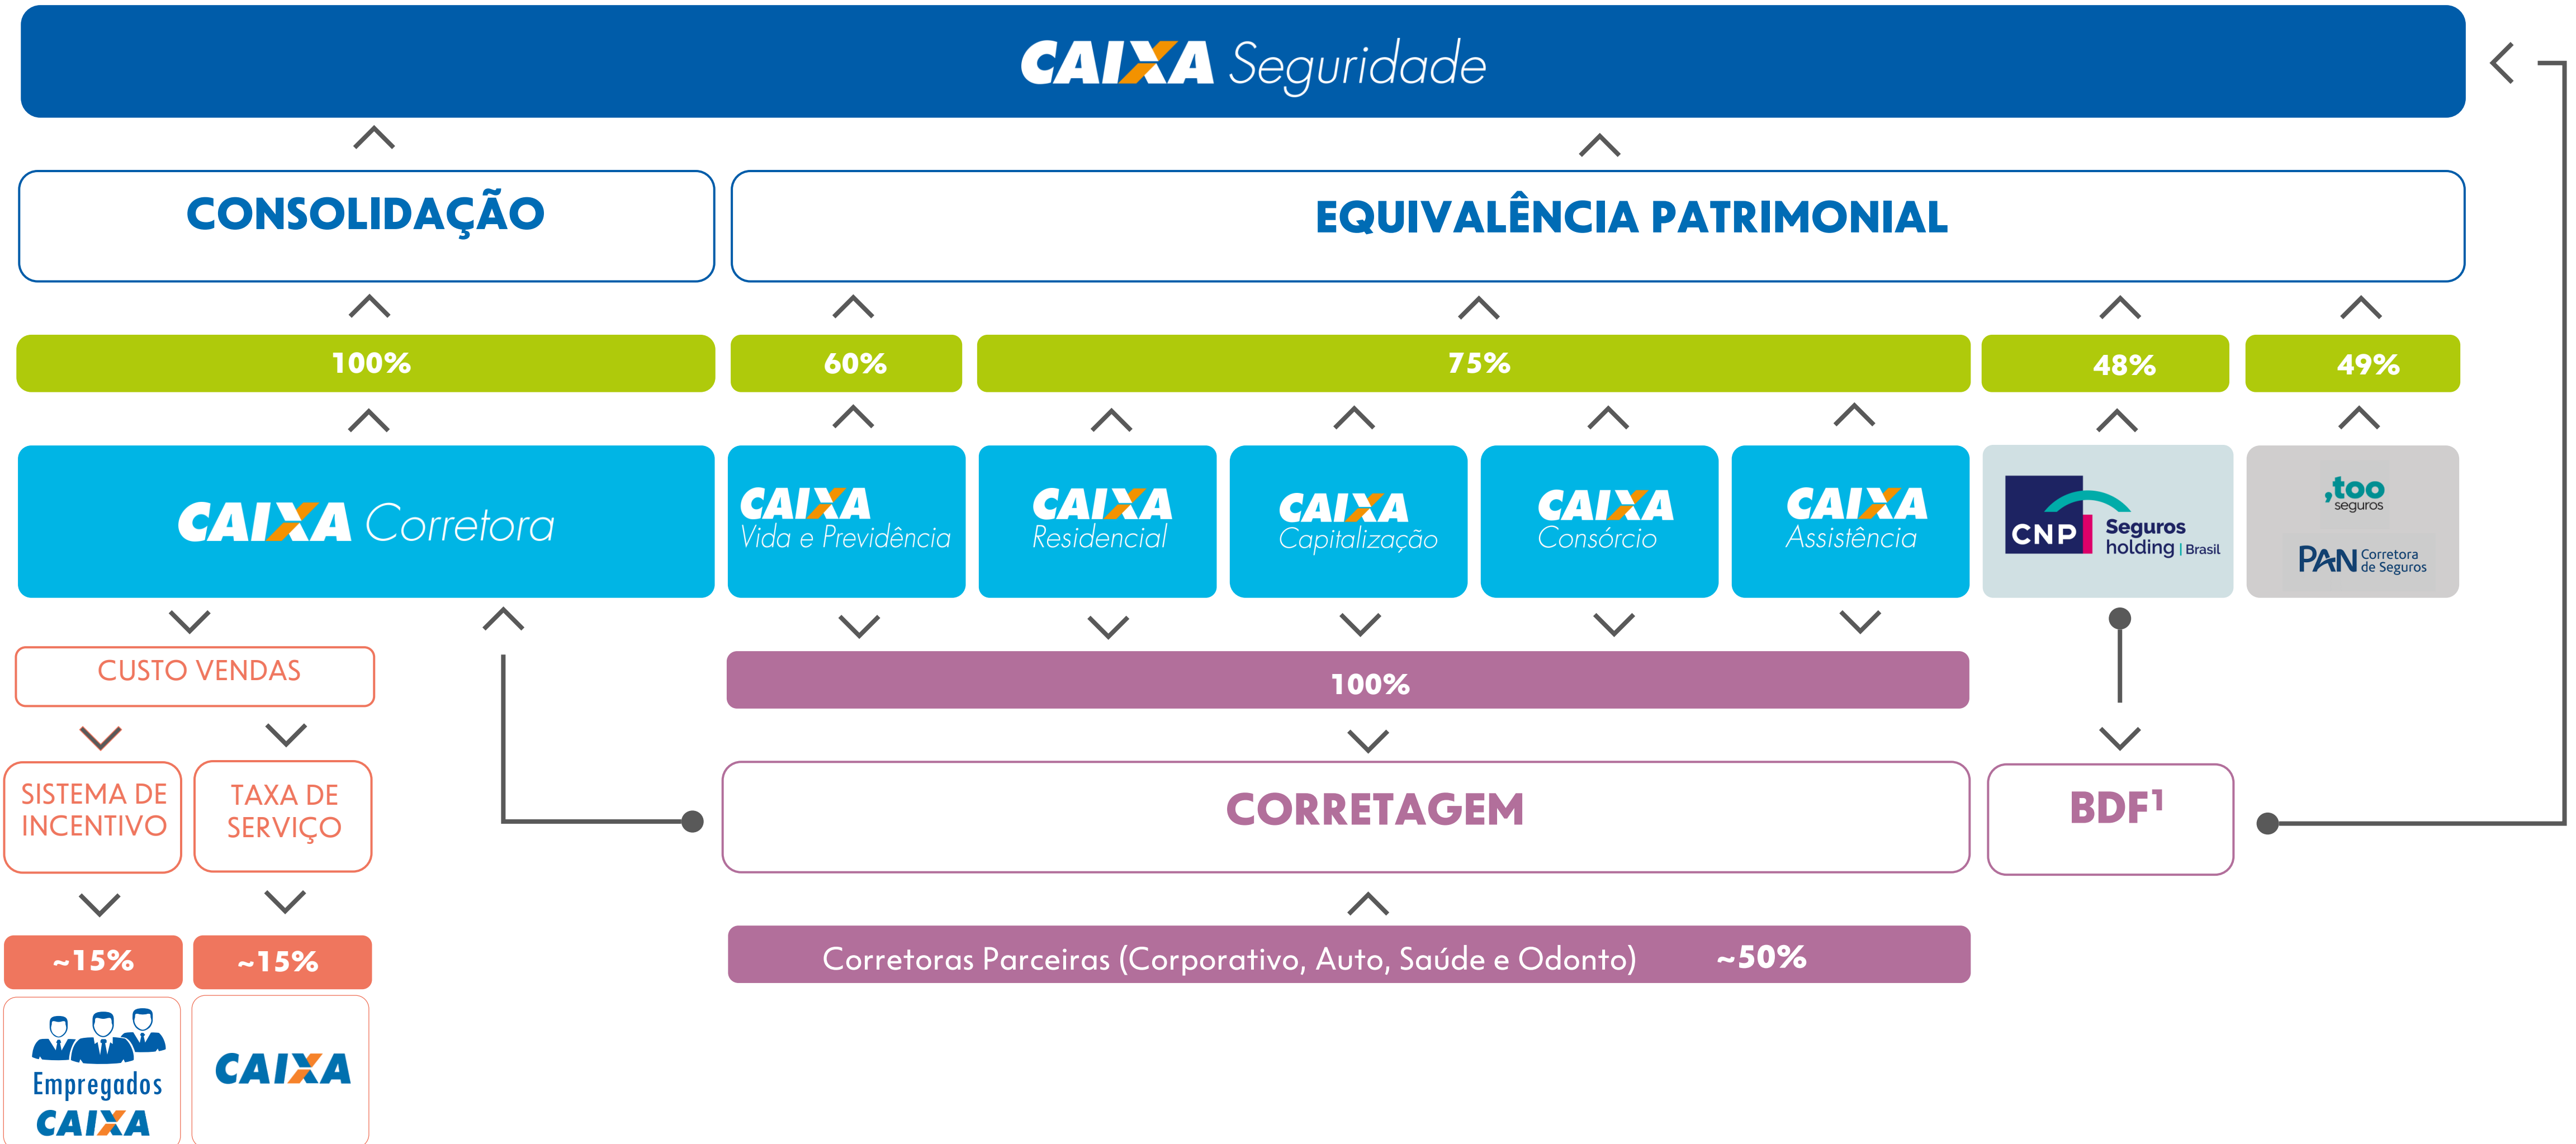 CAIXA Seguridade
CONSOLIDAÇÃO
EQUIVALÊNCIA PATRIMONIAL
100%
60%
75%
48%
49%
CAIXA Corretora
CAIXA
Vida e Previdência
CAIXA
Residencial
CAIXA
Capitalização
CAIXA
Consórcio
CAIXA
Assistência
CNP
Seguros
holding | Brasil
,too
seguros
PAN Corretora
de Seguros
CUSTO VENDAS
100%
SISTEMA DE
INCENTIVO
TAXA DE
SERVIÇO
CORRETAGEM
BDF¹
~15%
~15%
Corretoras Parceiras (Corporativo, Auto, Saúde e Odonto) ~50%
Empregados
CAIXA
CAIXA